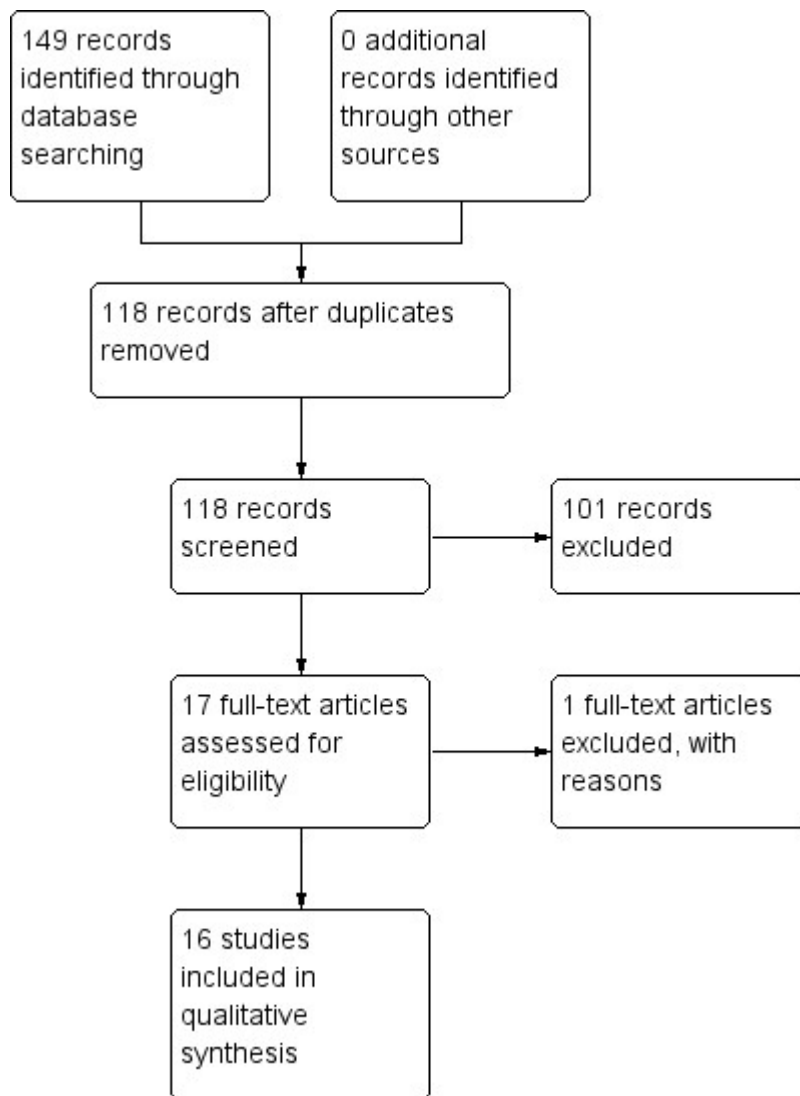 149 records
identified through
database
searching
0 additional
records identified
through other
sources
118 records after duplicates
removed
118 records
screened
101 records
excluded
17 full-text articles
assessed for
eligibility
1 full-text articles
excluded, with
reasons
16 studies
included in
qualitative
synthesis